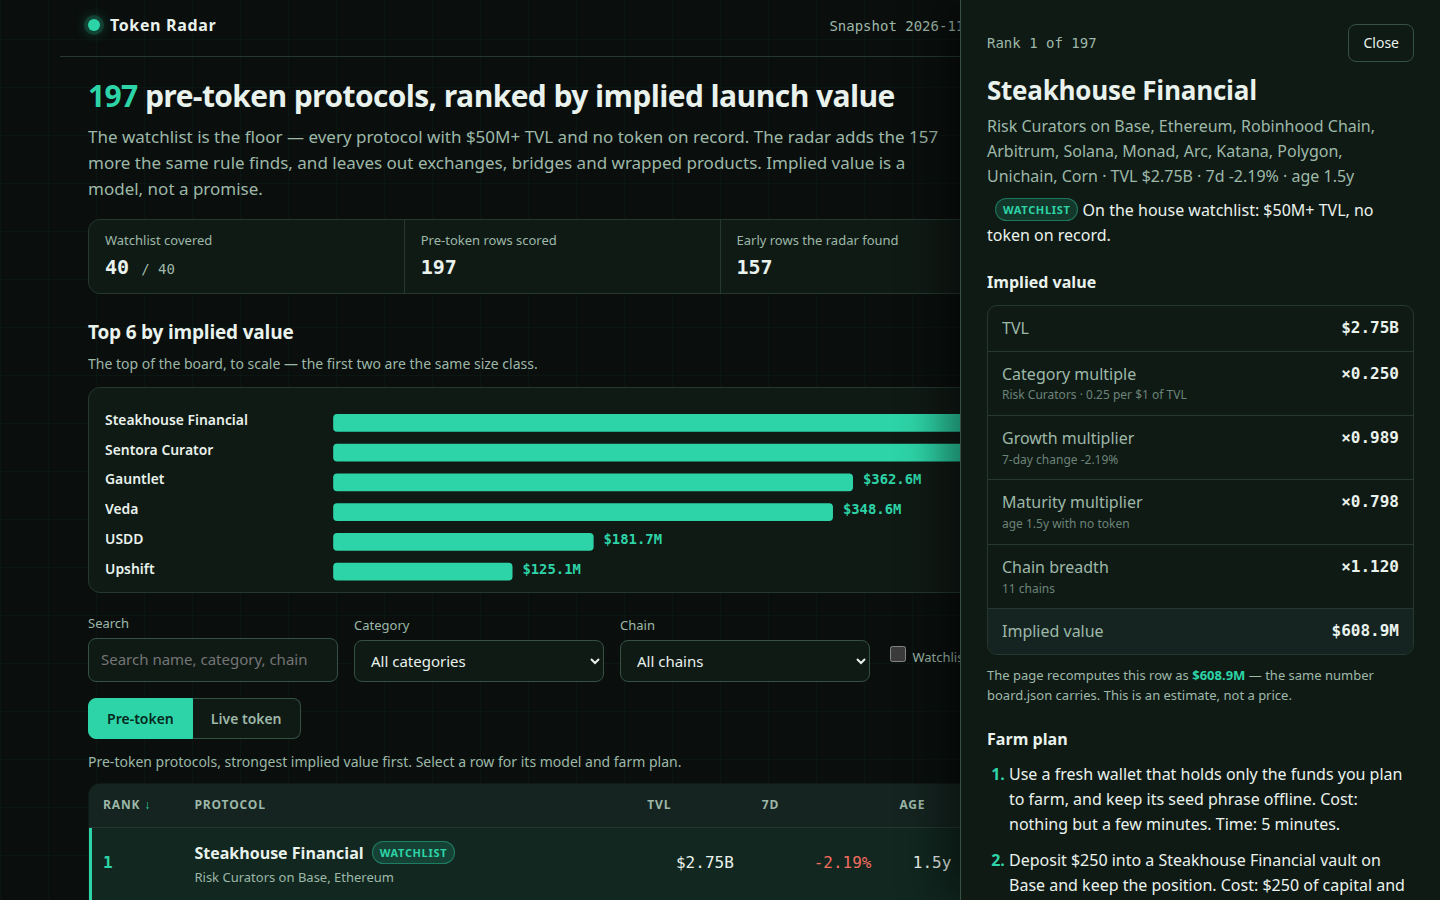 Token Radar
Snapshot 2026-11
197 pre-token protocols, ranked by implied launch value
The watchlist is the floor — every protocol with $50M+ TVL and no token on record. The radar adds the 157
more the same rule finds, and leaves out exchanges, bridges and wrapped products. Implied value is a
model, not a promise.
Watchlist covered
40 / 40
Pre-token rows scored
197
Early rows the radar found
157
Top 6 by implied value
The top of the board, to scale — the first two are the same size class.
Steakhouse Financial
Sentora Curator
Gauntlet $362.6M
Veda $348.6M
USDD $181.7M
Upshift $125.1M
Search
Search name, category, chain
Category
All categories
Chain
All chains
Watchlis
Pre-token
Live token
Pre-token protocols, strongest implied value first. Select a row for its model and farm plan.
RANK ↓ PROTOCOL TVL 7D AGE
1 Steakhouse Financial WATCHLIST $2.75B -2.19% 1.5y
Risk Curators on Base, Ethereum
Rank 1 of 197
Close
Steakhouse Financial
Risk Curators on Base, Ethereum, Robinhood Chain,
Arbitrum, Solana, Monad, Arc, Katana, Polygon,
Unichain, Corn · TVL $2.75B · 7d -2.19% · age 1.5y
WATCHLIST On the house watchlist: $50M+ TVL, no
token on record.
Implied value
TVL $2.75B
Category multiple ×0.250
Risk Curators · 0.25 per $1 of TVL
Growth multiplier ×0.989
7-day change -2.19%
Maturity multiplier ×0.798
age 1.5y with no token
Chain breadth ×1.120
11 chains
Implied value $608.9M
The page recomputes this row as $608.9M — the same number
board.json carries. This is an estimate, not a price.
Farm plan
1. Use a fresh wallet that holds only the funds you plan
to farm, and keep its seed phrase offline. Cost:
nothing but a few minutes. Time: 5 minutes.
2. Deposit $250 into a Steakhouse Financial vault on
Base and keep the position. Cost: $250 of capital and